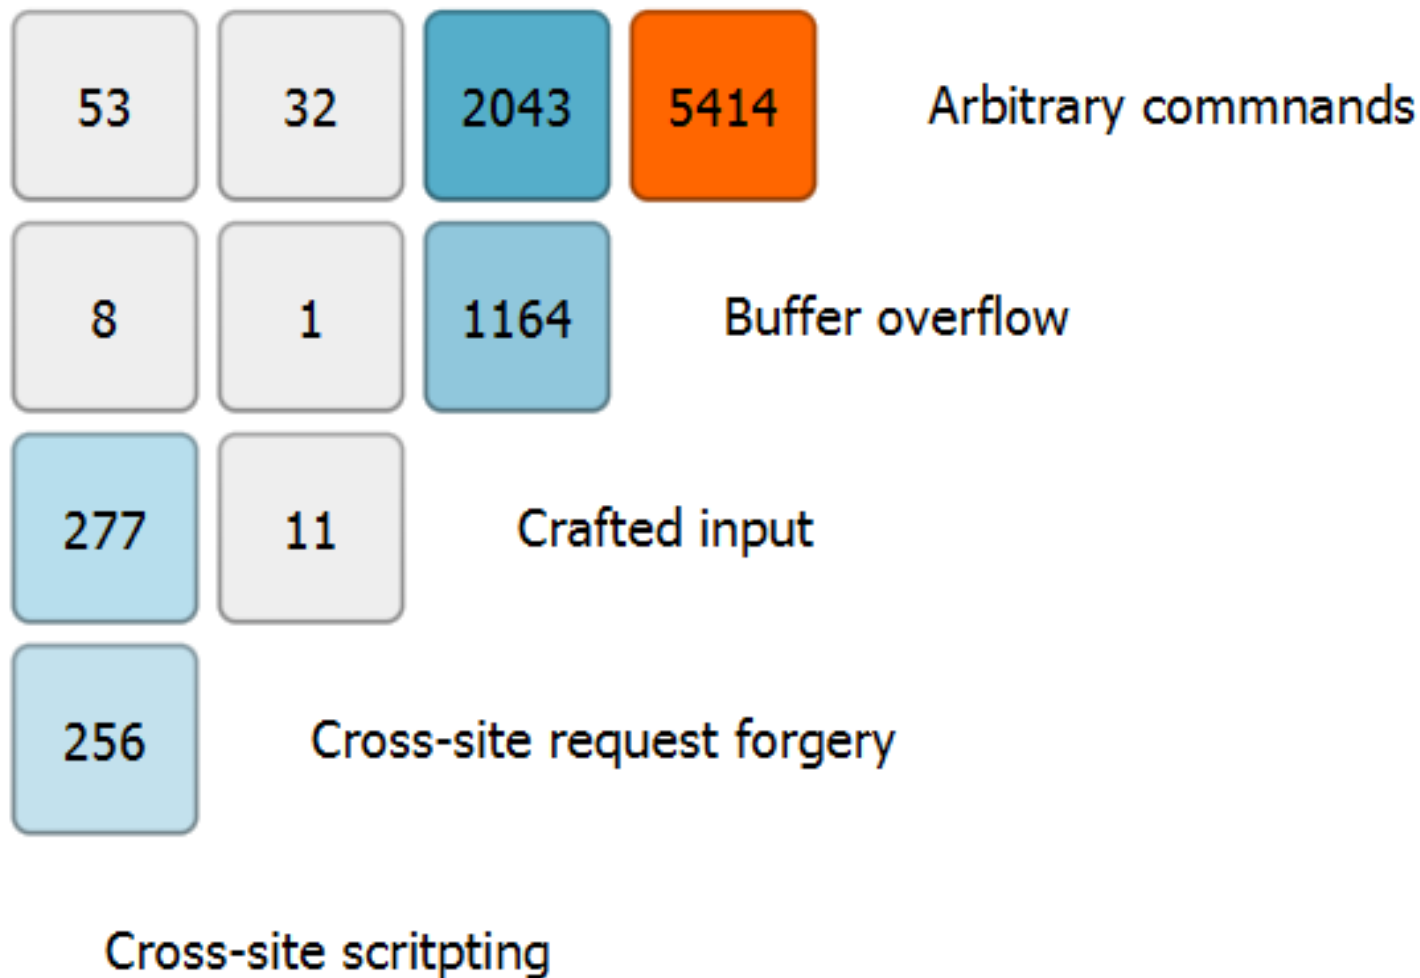 53 32 2043 5414 Arbitrary commnands
8 1 1164 Buffer overflow
277 11 Crafted input
256 Cross-site request forgery
Cross-site scritpting